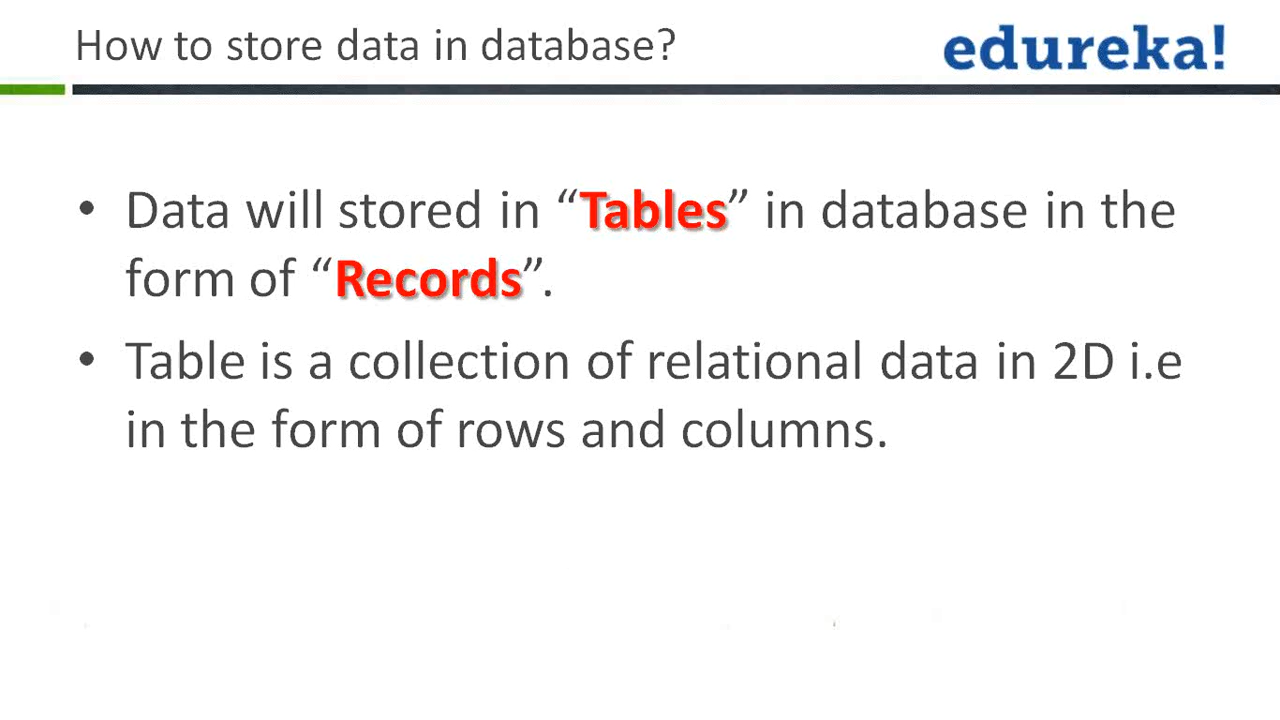 How to store data in database?
edureka!
• Data will stored in “Tables” in database in the
form of “Records”.
• Table is a collection of relational data in 2D i.e
in the form of rows and columns.